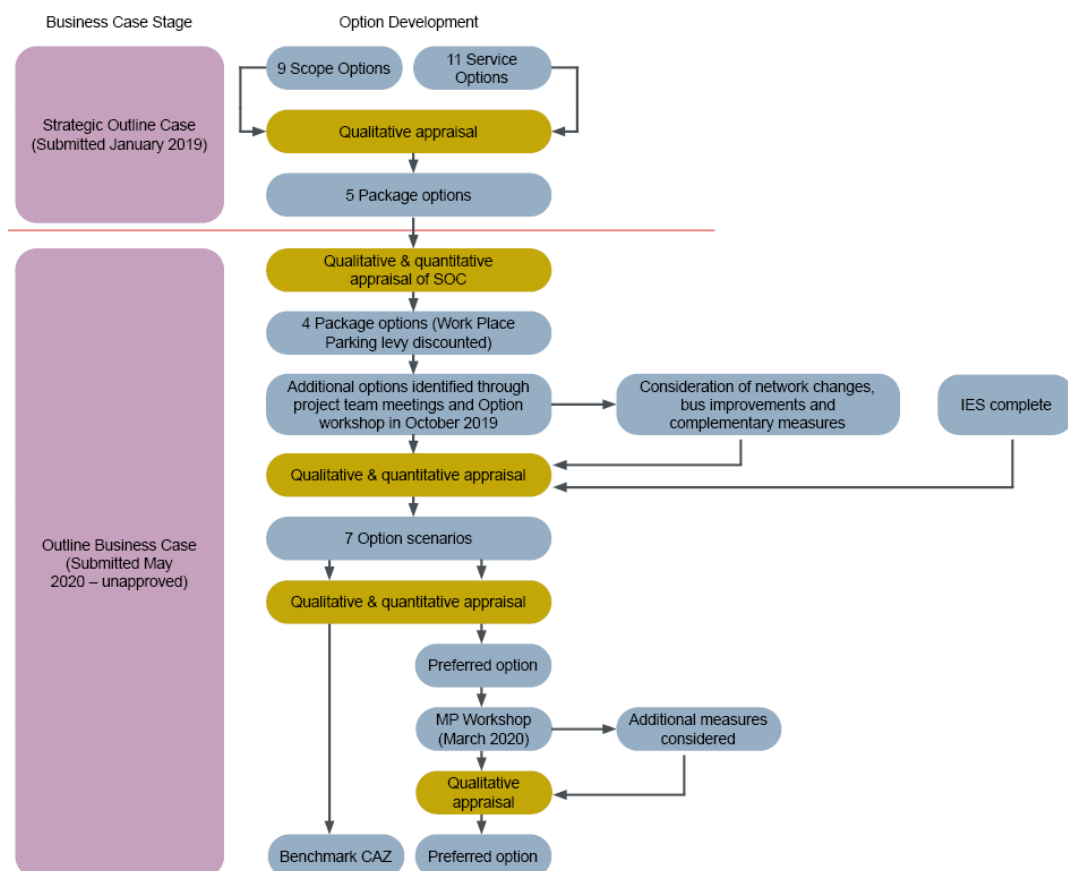 Business Case Stage
Option Development
9 Scope Options
11 Service
Options
Strategic Outline Case
(Submitted January 2019)
Qualitative appraisal
5 Package options
Qualitative & quantitative
appraisal of SOC
4 Package options (Work Place
Parking levy discounted)
Additional options identified through
project team meetings and Option
workshop in October 2019
Consideration of network changes,
bus improvements and
complementary measures
IES complete
Qualitative & quantitative appraisal
7 Option scenarios
Outline Business Case
(Submitted May
2020 – unapproved)
Qualitative & quantitative appraisal
Preferred option
MP Workshop
(March 2020)
Additional measures
considered
Qualitative
appraisal
Benchmark CAZ
Preferred option